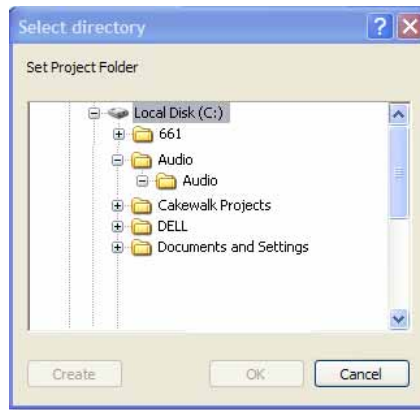 Select directory
Set Project Folder
Local Disk (C:)
661
Audio
Audio
Cakewalk Projects
DELL
Documents and Settings
Create
OK
Cancel